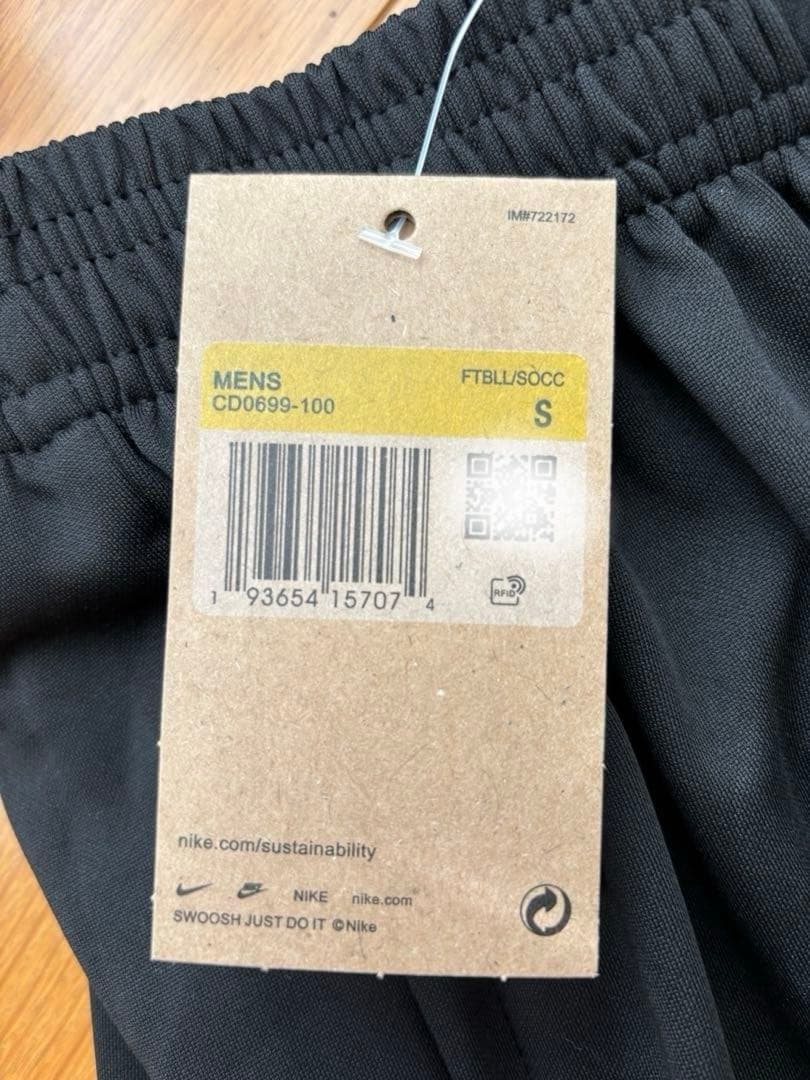 IM#722172
MENS FTBLL/SOCC
CD0699-100 S
1 93654 15707 4
RFID
nike.com/sustainability
NIKE nike.com
SWOOSH JUST DO IT ©Nike